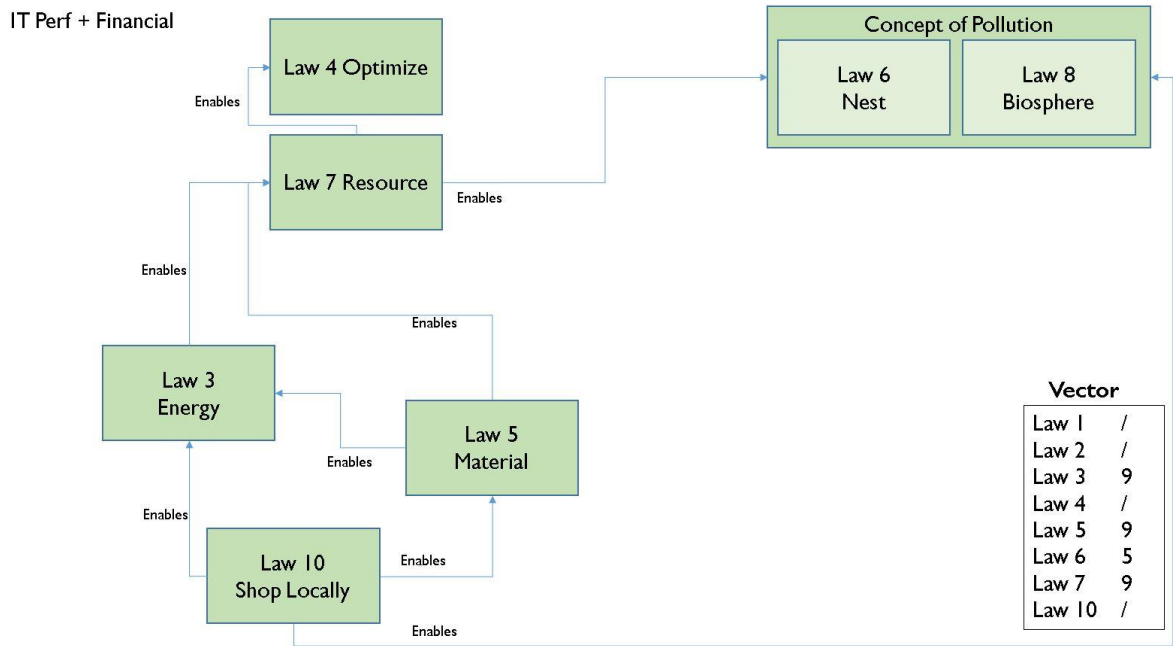 IT Perf + Financial
Law 4 Optimize
Enables
Law 7 Resource
Enables
Concept of Pollution
Law 6
Nest
Law 8
Biosphere
Enables
Enables
Law 3
Energy
Law 5
Material
Enables
Enables
Law 10
Shop Locally
Enables
Enables
Vector
Law 1 /
Law 2 /
Law 3 9
Law 4 /
Law 5 9
Law 6 5
Law 7 9
Law 10 /